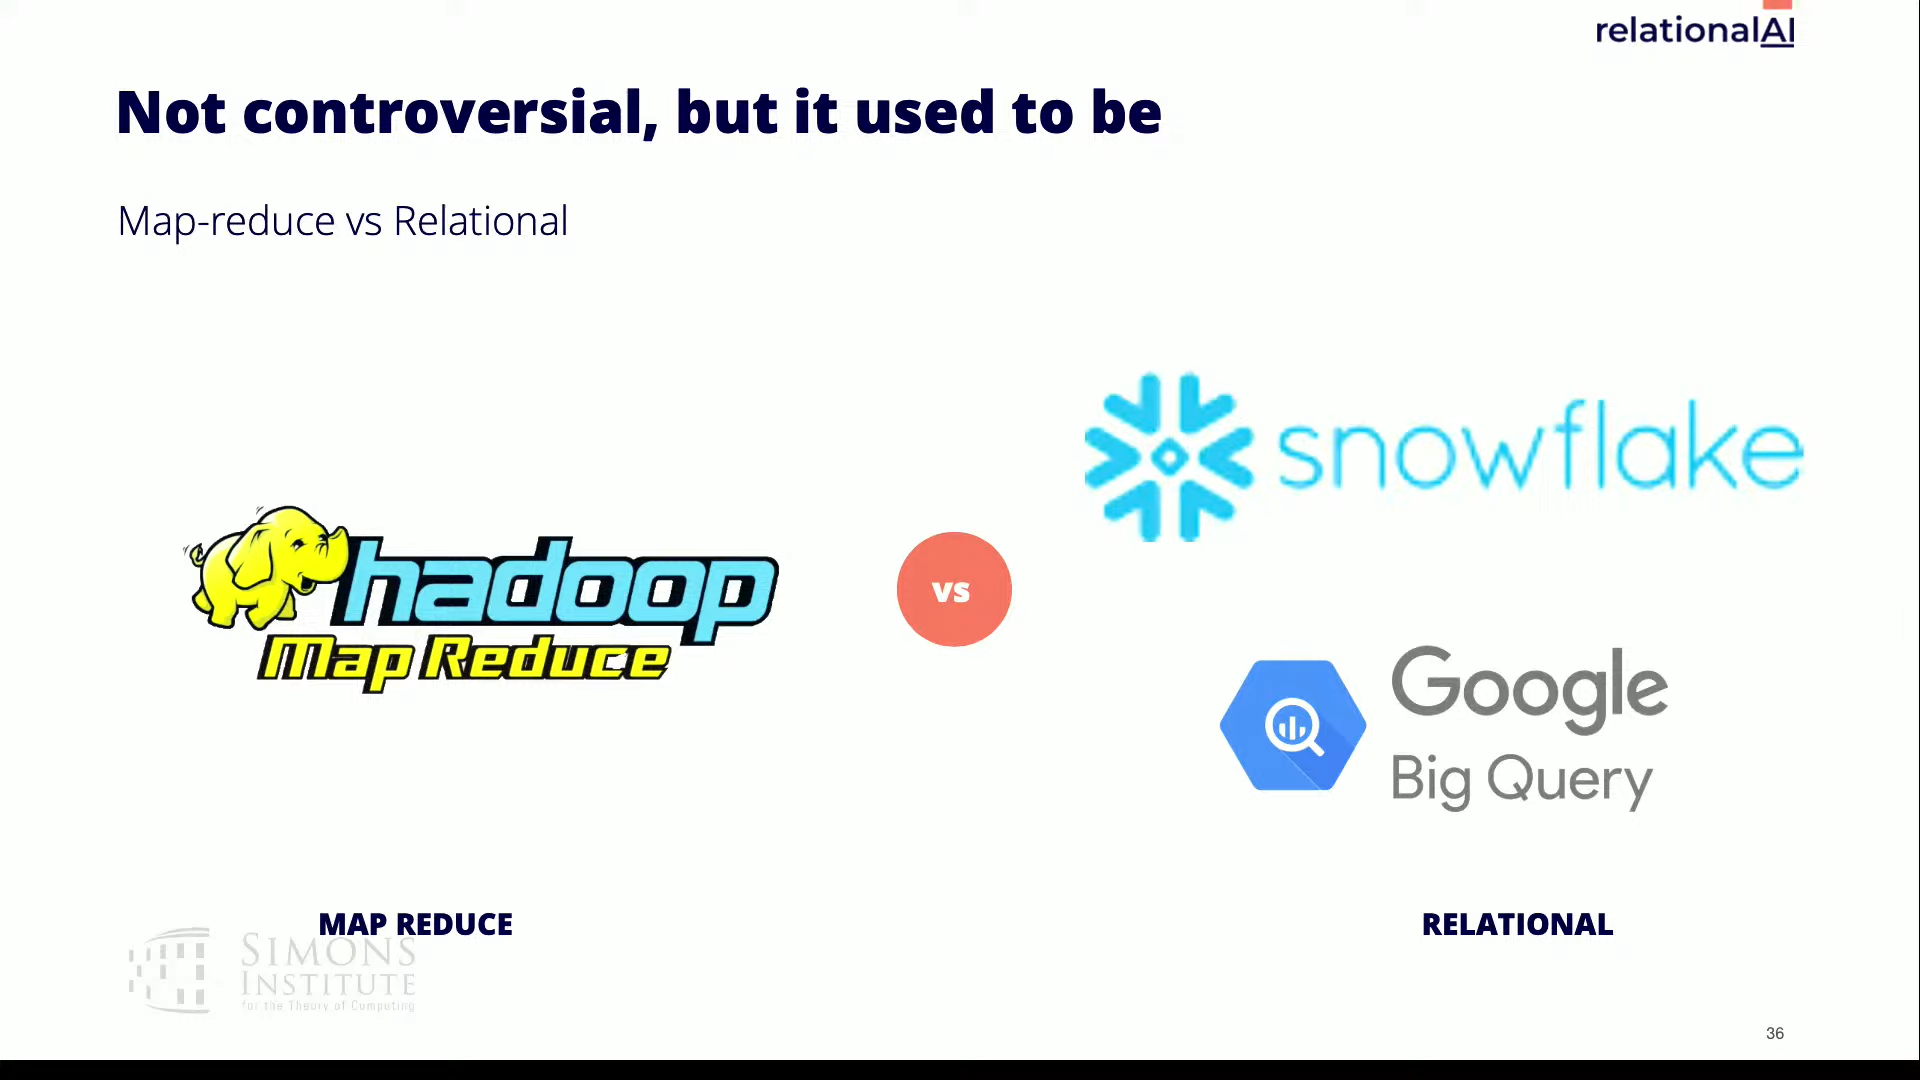 relationalAI
Not controversial, but it used to be
Map-reduce vs Relational
snowflake
hadoop
Map Reduce
vs
Google
Big Query
MAP REDUCE
RELATIONAL
SIMONS
INSTITUTE
for the Theory of Computing
36